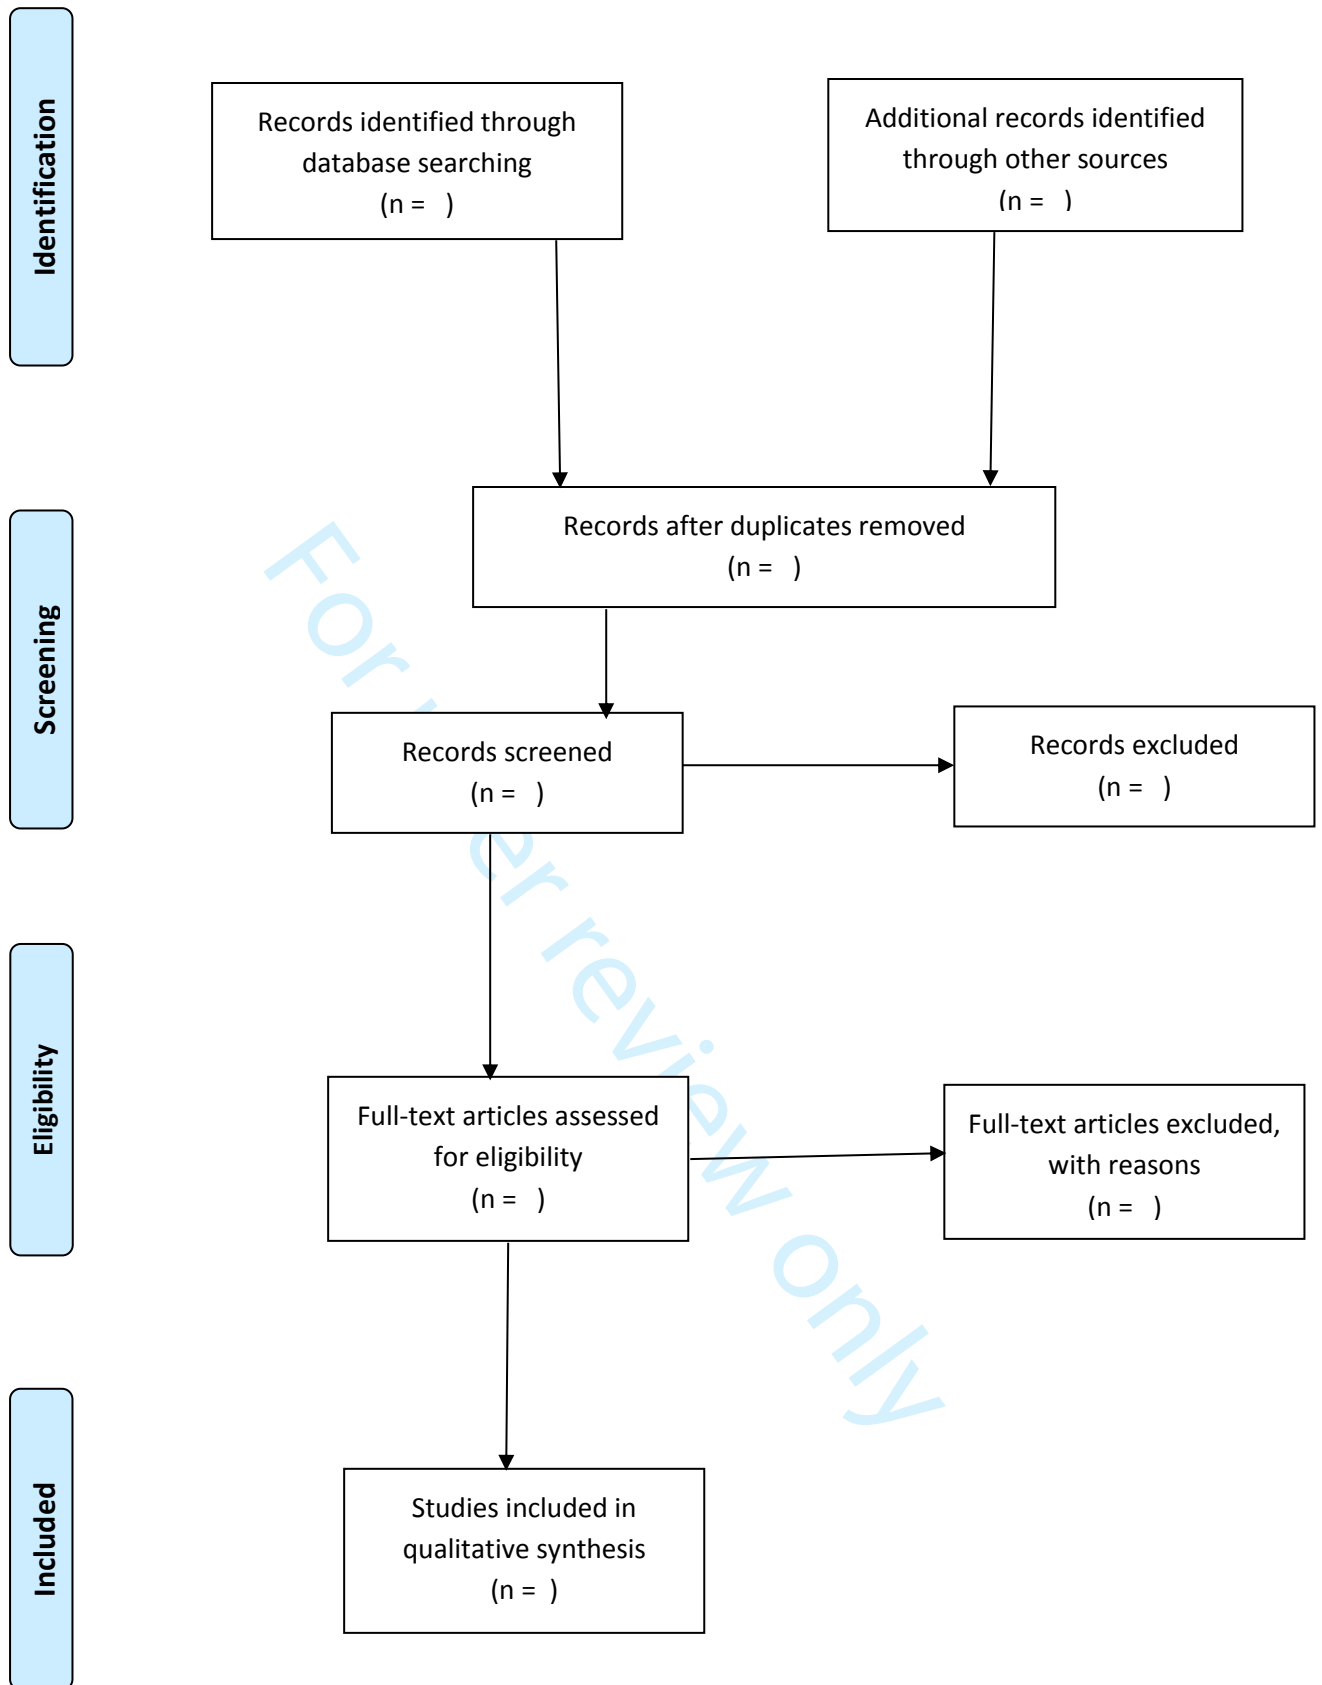 Identification
Records identified through
database searching
(n =   )
Additional records identified
through other sources
(n =   )
Screening
Records after duplicates removed
(n =   )
Records screened
(n =   )
Records excluded
(n =   )
Eligibility
Full-text articles assessed
for eligibility
(n =   )
Full-text articles excluded,
with reasons
(n =   )
Included
Studies included in
qualitative synthesis
(n =  )
For peer review only